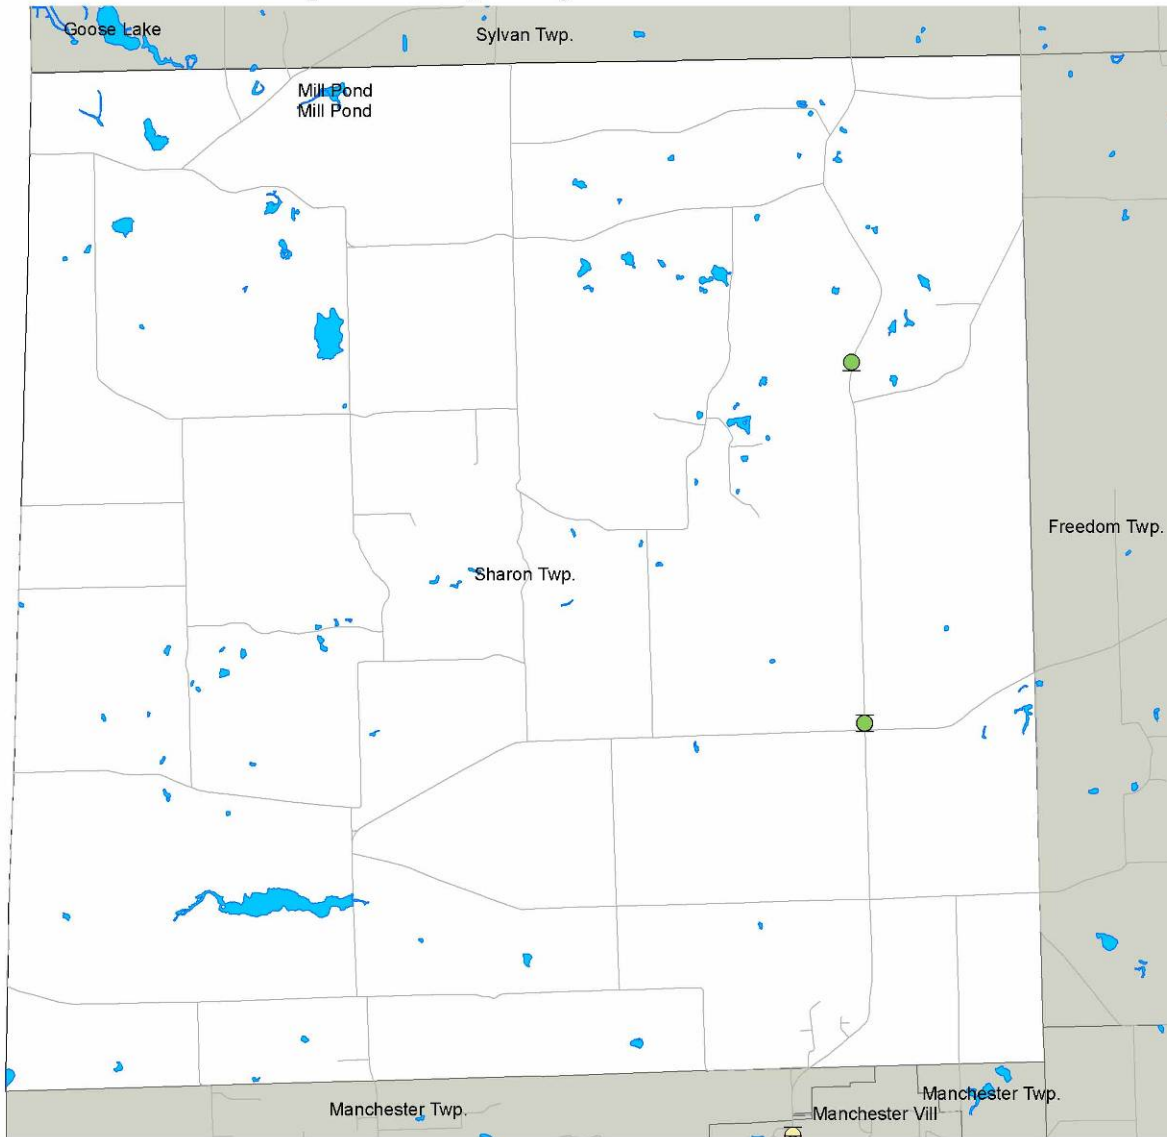 Goose Lake
Sylvan Twp.
Mill Pond
Mill Pond
Freedom Twp.
Sharon Twp.
Manchester Twp.
Manchester Twp.
Manchester Vill